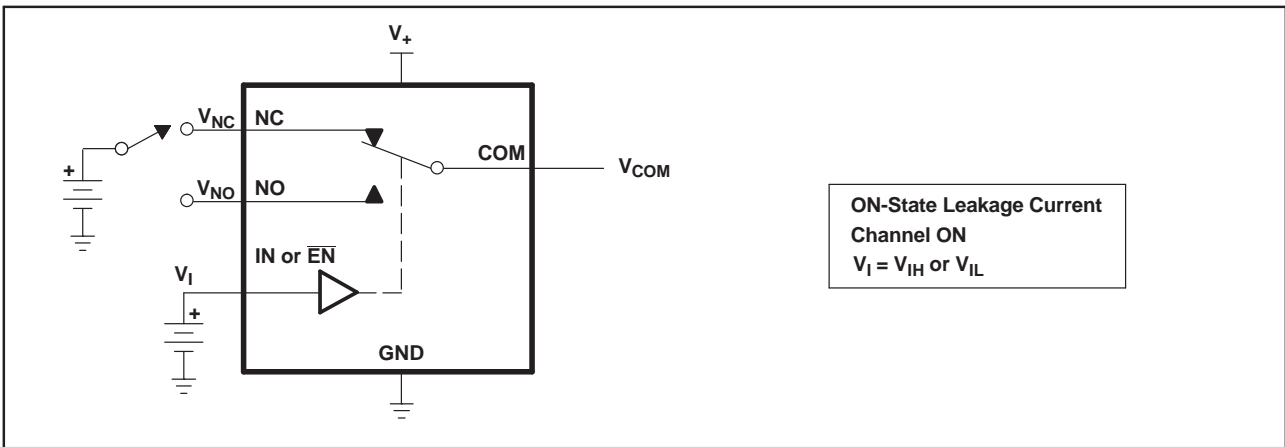 V+
VNC NC
COM
VCOM
+
VNO NO
IN or E̅N̅
VI
+
GND
ON-State Leakage Current
Channel ON
VI = VIH or VIL